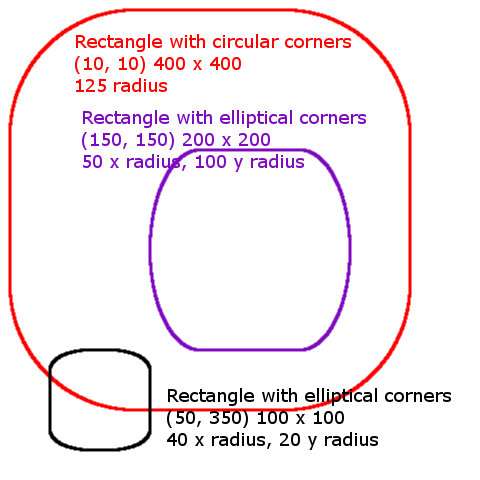 Rectangle with circular corners
(10, 10) 400 x 400
125 radius
Rectangle with elliptical corners
(150, 150) 200 x 200
50 x radius, 100 y radius
Rectangle with elliptical corners
(50, 350) 100 x 100
40 x radius, 20 y radius